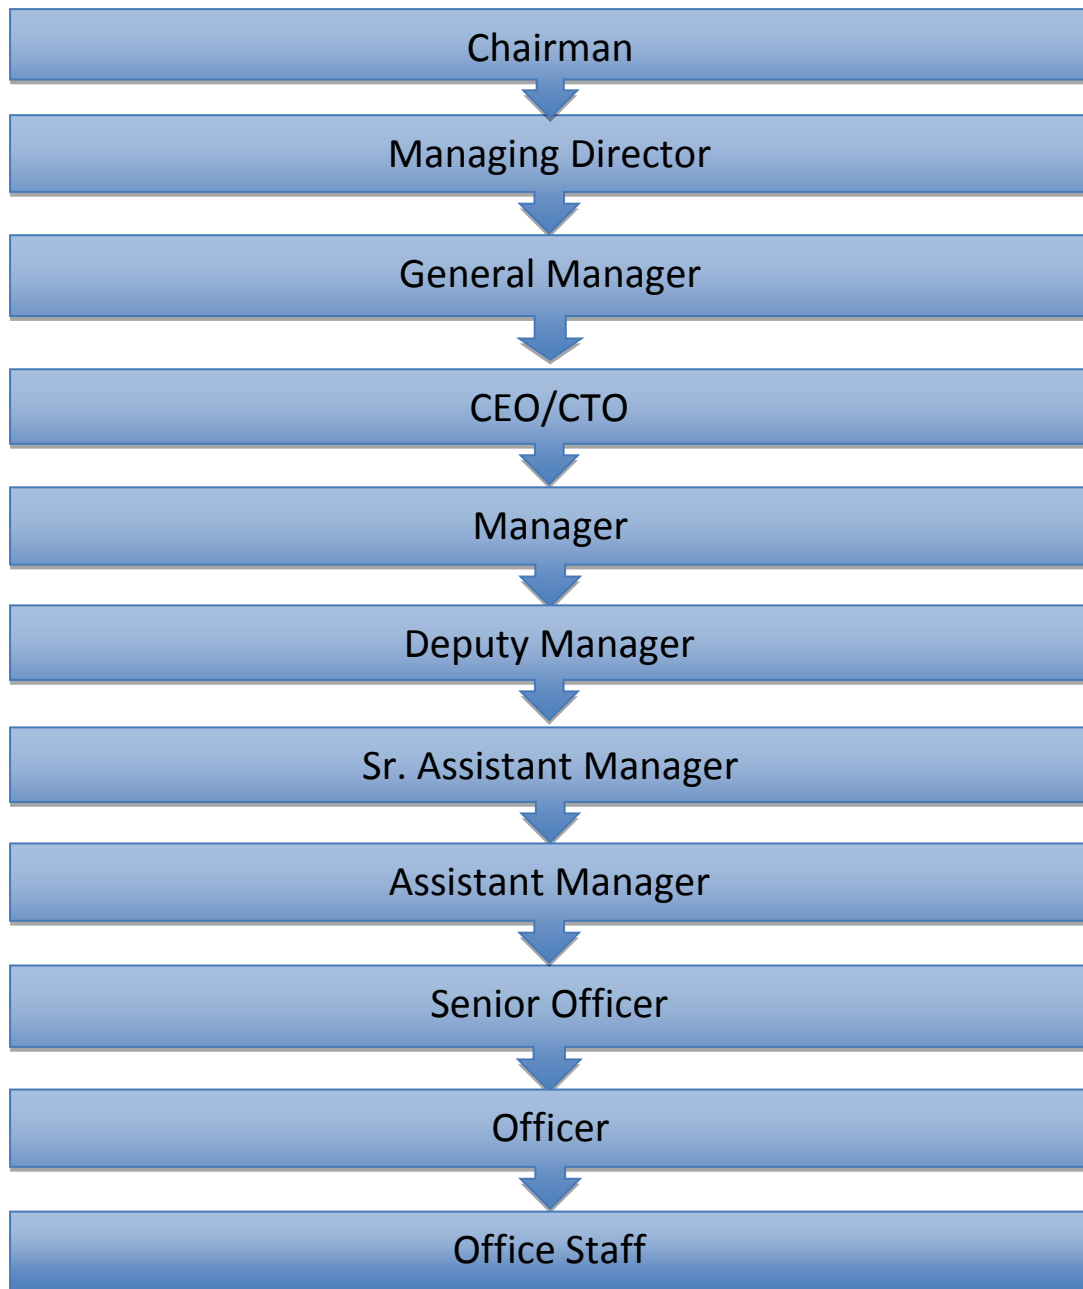 Chairman
Managing Director
General Manager
CEO/CTO
Manager
Deputy Manager
Sr. Assistant Manager
Assistant Manager
Senior Officer
Officer
Office Staff